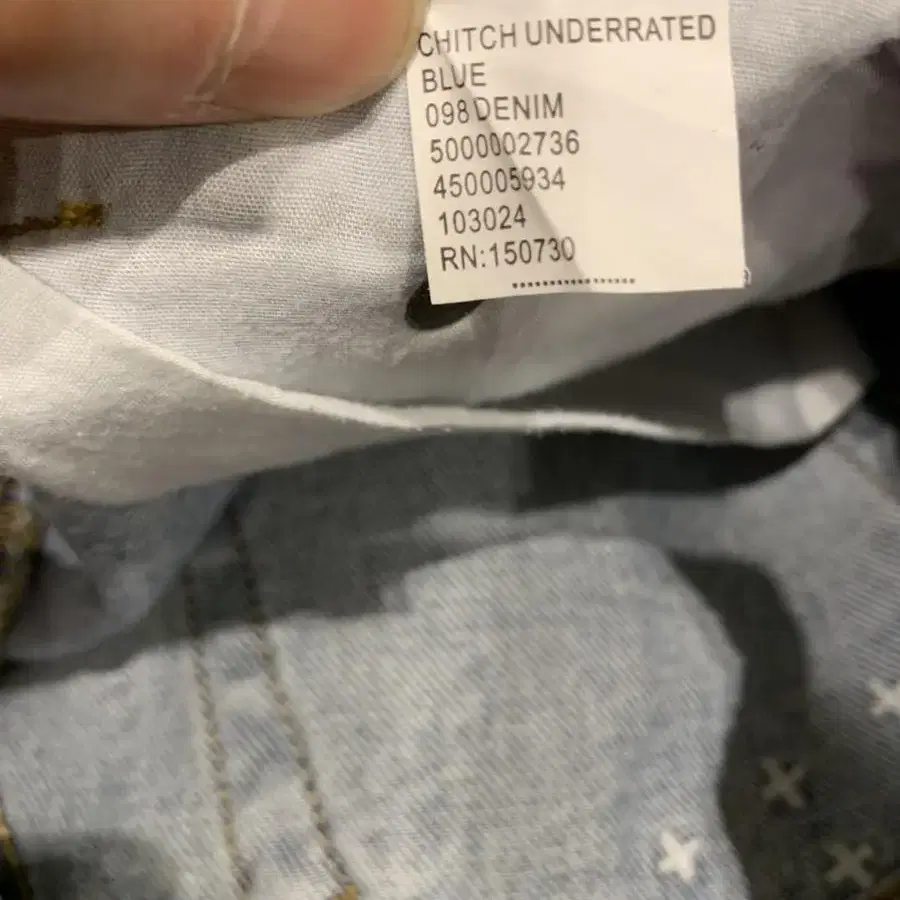 CHITCH UNDERRATED
BLUE
098 DENIM
5000002736
450005934
103024
RN:150730